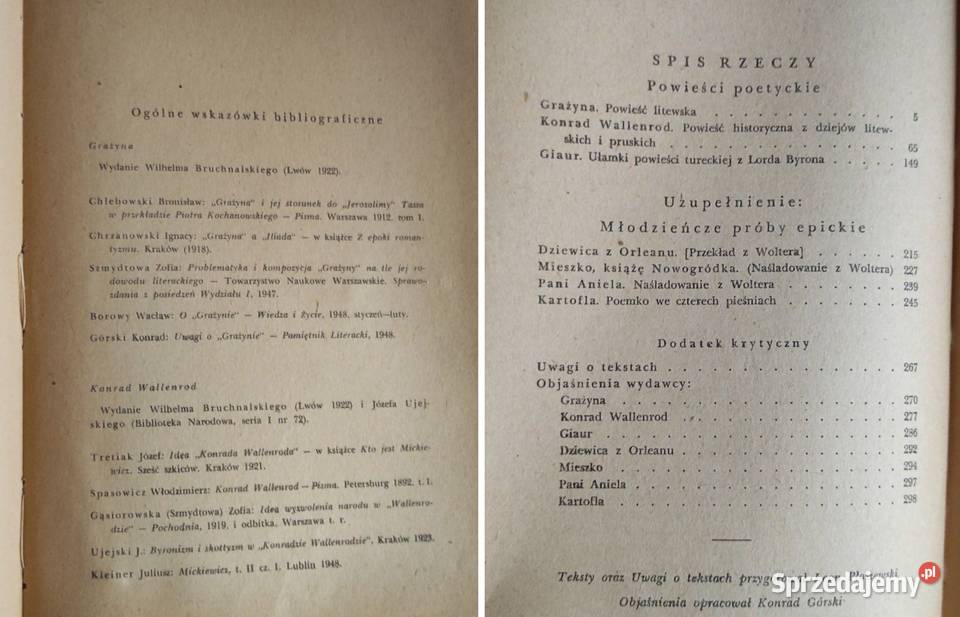 Ogólne wskazówki bibliograficzne
Grażyna
Wydanie Wilhelma Bruchnalskiego (Lwów 1922).
Chlebowski Bronisław: „Grażyna" i jej stosunek do „Jerozolimy" Tassa
w przekładzie Piotra Kochanowskiego — Pisma. Warszawa 1912. tom I.
Chrzanowski Ignacy: „Grażyna" a „Iliada" — w książce Z epoki roman-
tyzmu. Kraków (1918).
Szmydtowa Zofia: Problematyka i kompozycja „Grażyny" na tle jej ro-
dowodu literackiego — Towarzystwo Naukowe Warszawskie. Sprawo-
zdania z posiedzeń Wydziału I, 1947.
Borowy Wacław: O „Grażynie" — Wiedza i Życie, 1948, styczeń—luty.
Górski Konrad: Uwagi o „Grażynie" — Pamiętnik Literacki, 1948.
Konrad Wallenrod
Wydanie Wilhelma Bruchnalskiego (Lwów 1922) i Józefa Ujej-
skiego (Biblioteka Narodowa, seria I nr 72).
Tretiak Józef: Idea „Konrada Wallenroda" — w książce Kto jest Mickie-
wicz. Sześć szkiców. Kraków 1921.
Spasowicz Włodzimierz: Konrad Wallenrod — Pisma. Petersburg 1892. t. I.
Gąsiorowska (Szmydtowa) Zofia: Idea wyzwolenia narodu w „Wallenro-
dzie" — Pochodnia, 1919, i odbitka, Warszawa t. r.
Ujejski J.: Byronizm i skottyzm w „Konradzie Wallenrodzie". Kraków 1923.
Kleiner Juliusz: Mickiewicz, t. II cz. I. Lublin 1948.
SPIS RZECZY
Powieści poetyckie
Grażyna. Powieść litewska . . . . . . . . . . . 5
Konrad Wallenrod. Powieść historyczna z dziejów litew-
skich i pruskich . . . . . . . . . . . . . 65
Giaur. Ułamki powieści tureckiej z Lorda Byrona . . . . . 149
Użupełnienie:
Młodzieńcze próby epickie
Dziewica z Orleanu. [Przekład z Woltera] . . . . . . 215
Mieszko, książę Nowogródka. (Naśladowanie z Woltera) 227
Pani Aniela. Naśladowanie z Woltera . . . . . . . 239
Kartofla. Poemko we czterech pieśniach . . . . . . . 245
Dodatek krytyczny
Uwagi o tekstach . . . . . . . . . . . . . 267
Objaśnienia wydawcy:
Grażyna . . . . . . . . . . . . . . . 270
Konrad Wallenrod . . . . . . . . . . . . 277
Giaur . . . . . . . . . . . . . . . . 286
Dziewica z Orleanu . . . . . . . . . . . . 292
Mieszko . . . . . . . . . . . . . . . 294
Pani Aniela . . . . . . . . . . . . . . 297
Kartofla . . . . . . . . . . . . . . . 298
Teksty oraz Uwagi o tekstach Płoszewski
Objaśnienia opracował Konrad Górski
Sprzedajemy.pl